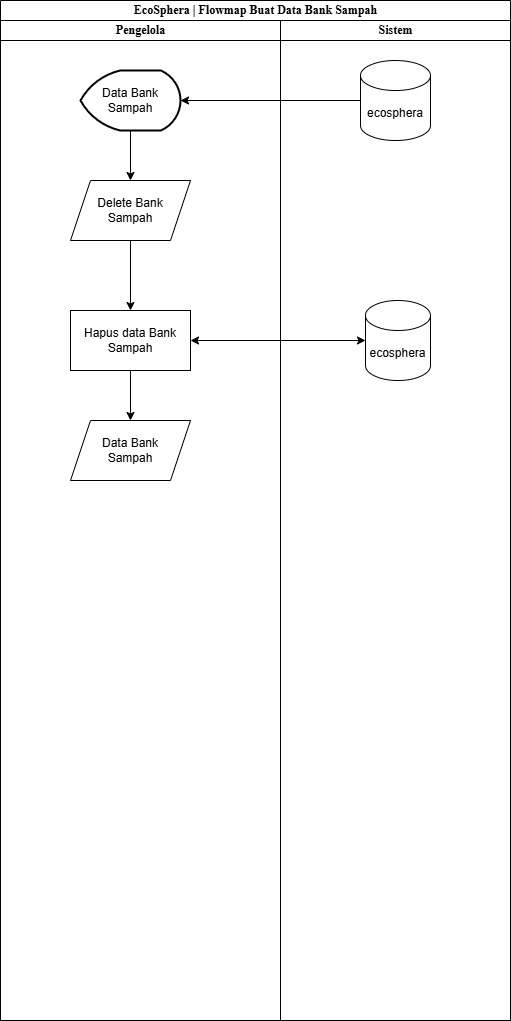 EcoSphera | Flowmap Buat Data Bank Sampah
Pengelola
Sistem
Data Bank
Sampah
ecosphera
Delete Bank
Sampah
Hapus data Bank
Sampah
ecosphera
Data Bank
Sampah